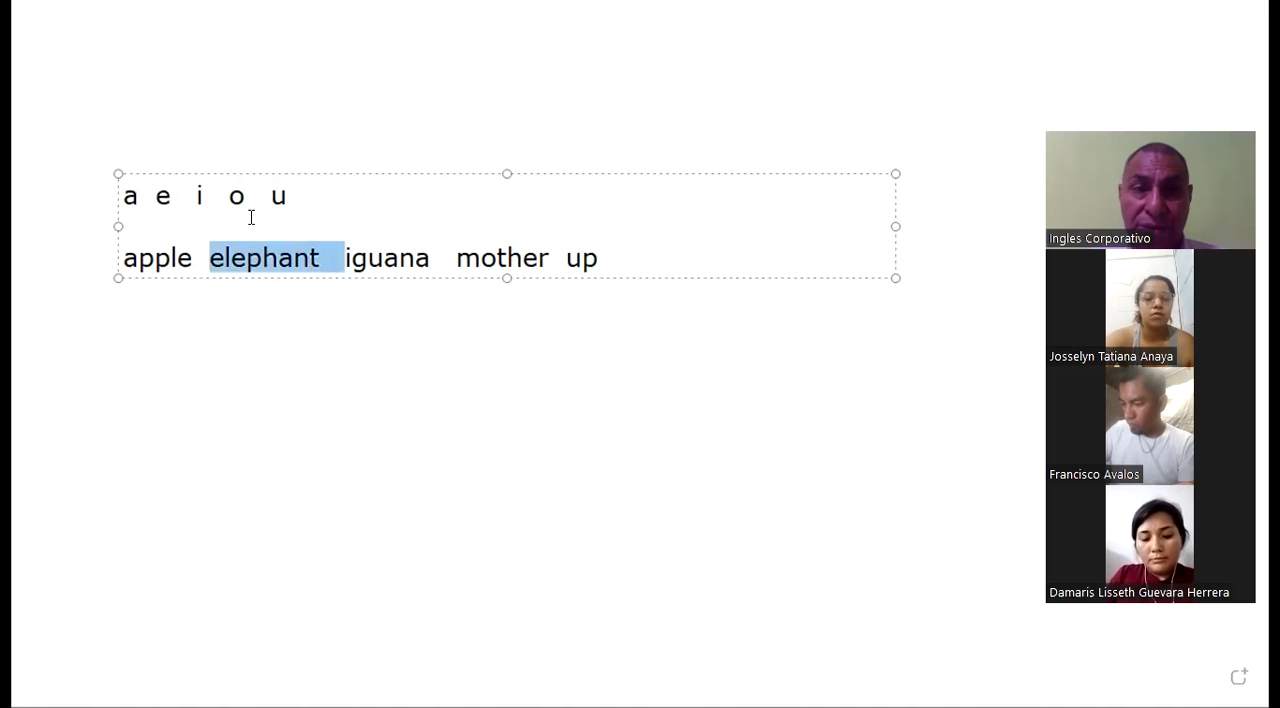 a e i o u
apple elephant iguana mother up
Ingles Corporativo
Josselyn Tatiana Anaya
Francisco Avalos
Damaris Lisseth Guevara Herrera